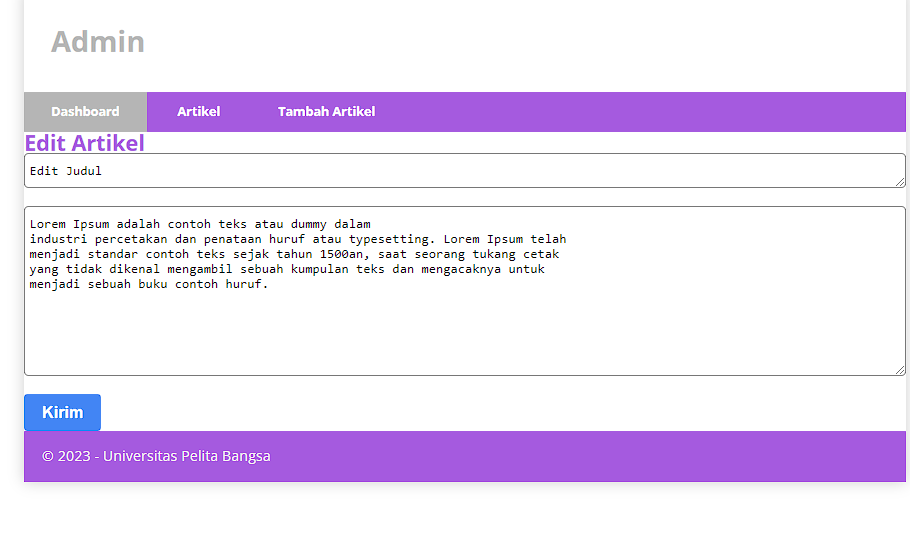 Admin
Dashboard Artikel Tambah Artikel
Edit Artikel
Edit Judul
Lorem Ipsum adalah contoh teks atau dummy dalam
industri percetakan dan penataan huruf atau typesetting. Lorem Ipsum telah
menjadi standar contoh teks sejak tahun 1500an, saat seorang tukang cetak
yang tidak dikenal mengambil sebuah kumpulan teks dan mengacaknya untuk
menjadi sebuah buku contoh huruf.
Kirim
© 2023 - Universitas Pelita Bangsa